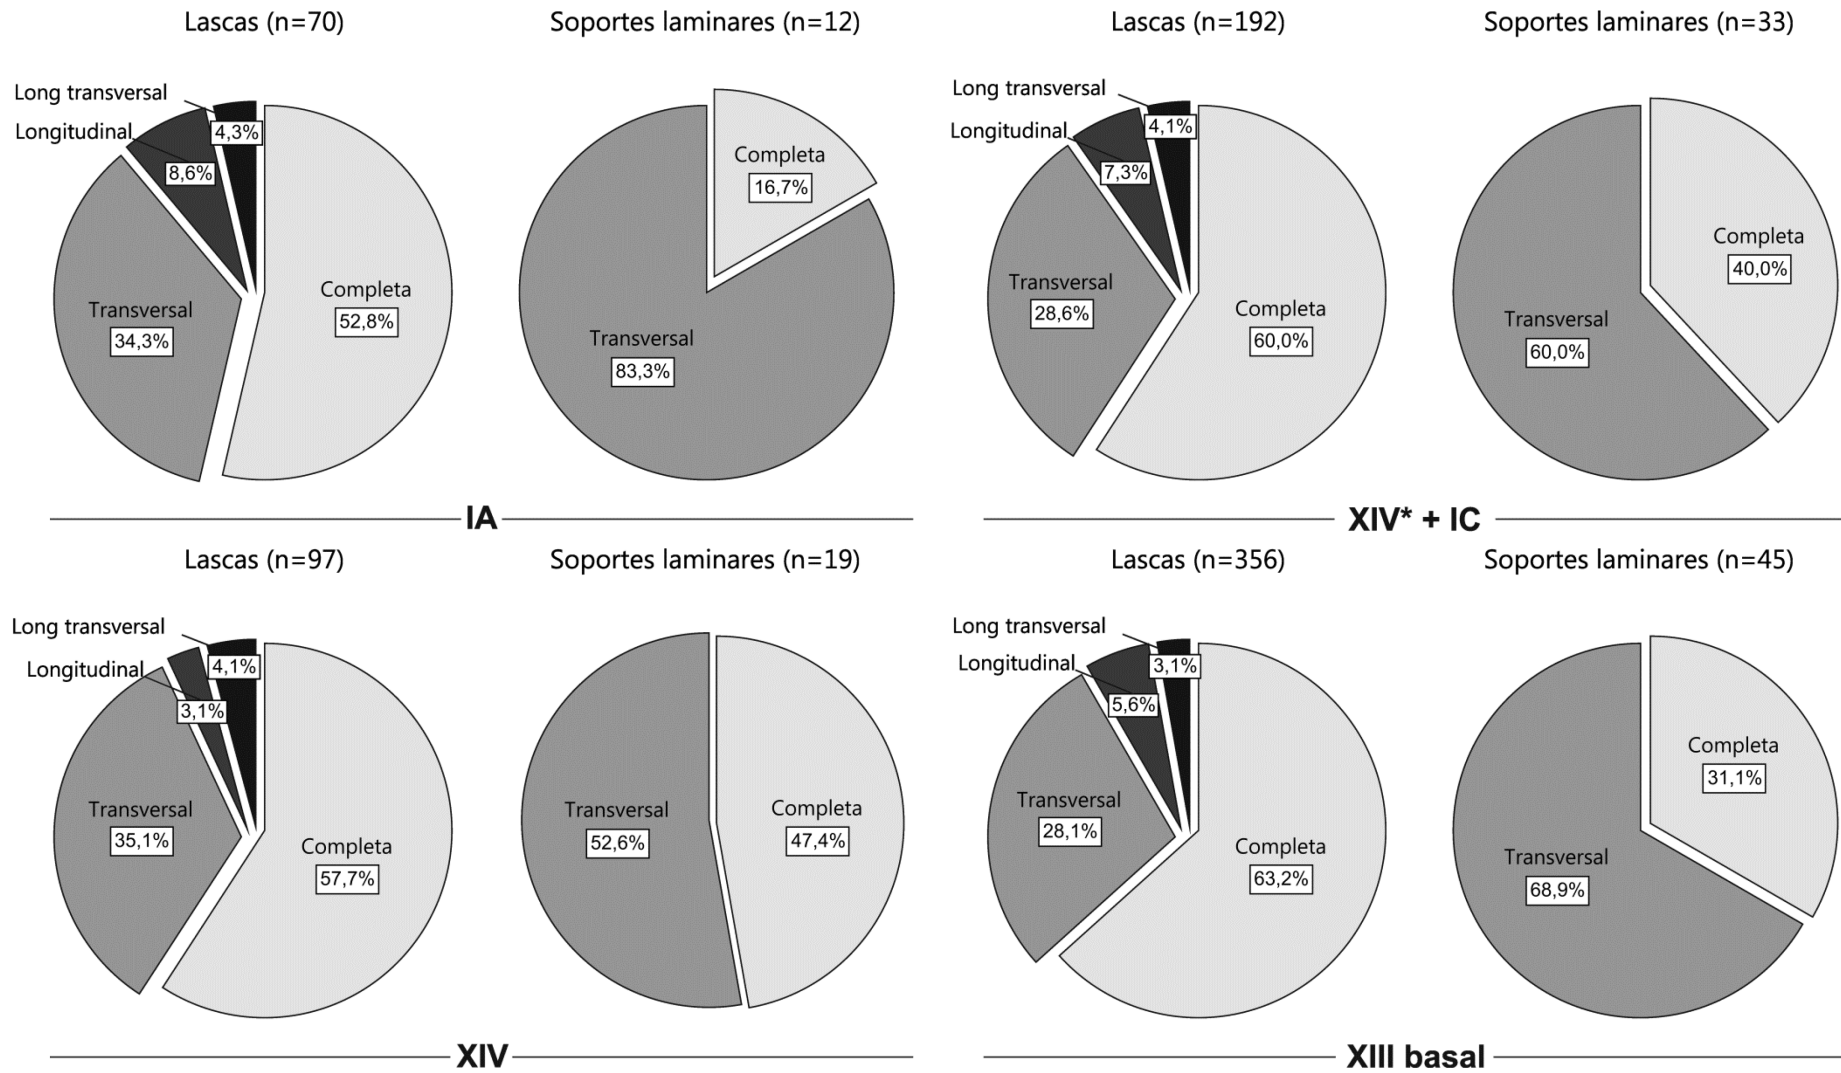 Lascas (n=70)
Soportes laminares (n=12)
Lascas (n=192)
Soportes laminares (n=33)
Long transversal
Longitudinal
4,3%
8,6%
Transversal
34,3%
Completa
52,8%
Completa
16,7%
Transversal
83,3%
Long transversal
Longitudinal
4,1%
7,3%
Transversal
28,6%
Completa
60,0%
Completa
40,0%
Transversal
60,0%
IA
XIV* + IC
Lascas (n=97)
Soportes laminares (n=19)
Lascas (n=356)
Soportes laminares (n=45)
Long transversal
Longitudinal
4,1%
3,1%
Transversal
35,1%
Completa
57,7%
Transversal
52,6%
Completa
47,4%
Long transversal
Longitudinal
3,1%
5,6%
Transversal
28,1%
Completa
63,2%
Completa
31,1%
Transversal
68,9%
XIV
XIII basal